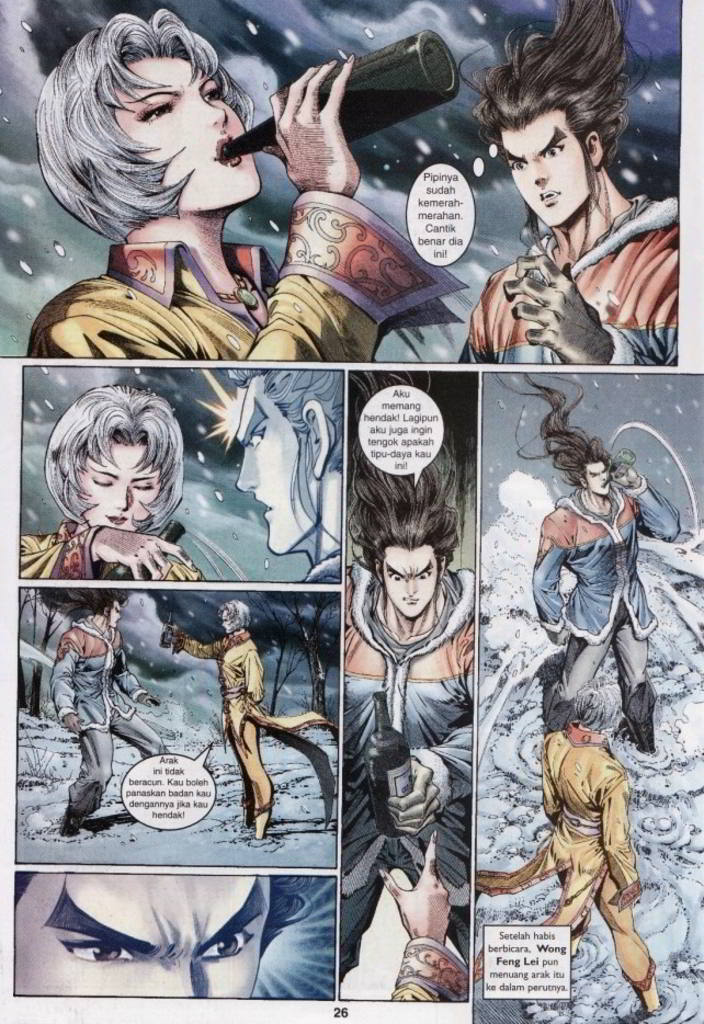 Pipinya
sudah
kemerah-
merahan.
Cantik
benar dia
ini!
Arak
ini tidak
beracun. Kau boleh
panaskan badan kau
dengannya jika kau
hendak!
Aku
memang
hendak! Lagipun
aku juga ingin
tengok apakah
tipu-daya kau
ini!
Setelah habis
berbicara, Wong
Feng Lei pun
menuang arak itu
ke dalam perutnya.
26